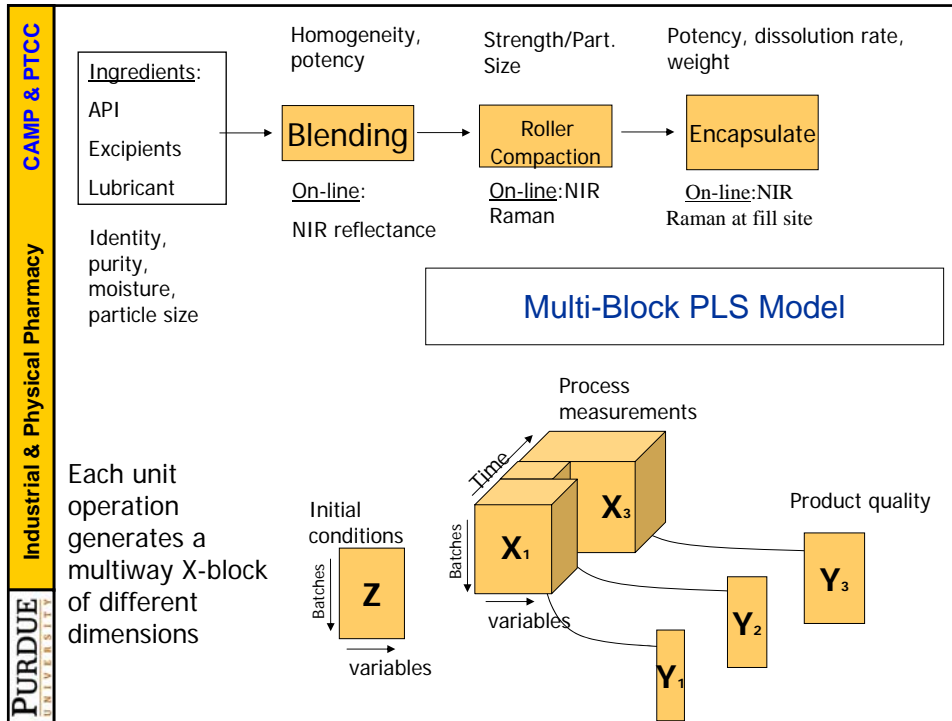 CAMP & PTCC
Industrial & Physical Pharmacy
PURDUE
UNIVERSITY
Homogeneity,
potency
Strength/Part.
Size
Potency, dissolution rate,
weight
Ingredients:
API
Excipients
Lubricant
Blending
Roller
Compaction
Encapsulate
On-line:
NIR reflectance
On-line:NIR
Raman
On-line:NIR
Raman at fill site
Identity,
purity,
moisture,
particle size
Multi-Block PLS Model
Each unit
operation
generates a
multiway X-block
of different
dimensions
Initial
conditions
Batches
Z
variables
Process
measurements
Time
Batches
X1
X3
variables
Product quality
Y1
Y2
Y3